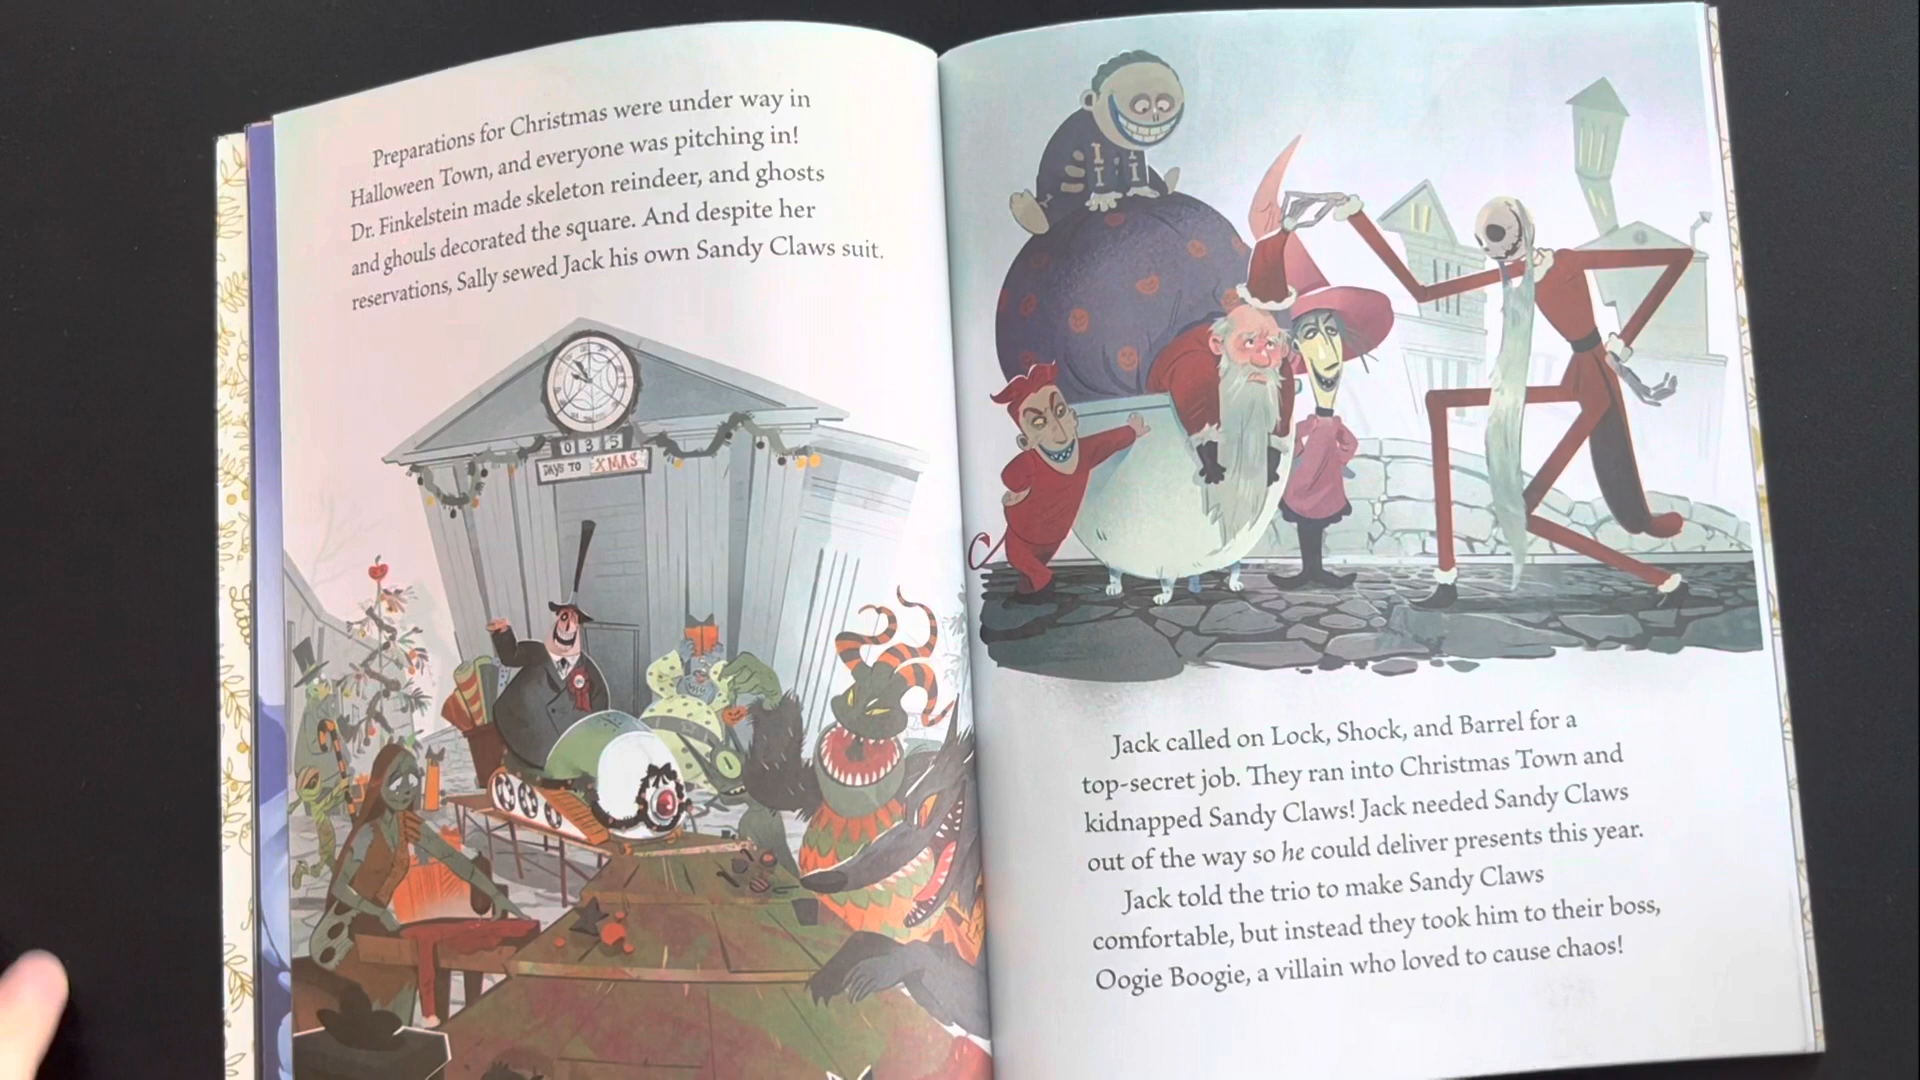 Preparations for Christmas were under way in
Halloween Town, and everyone was pitching in!
Dr. Finkelstein made skeleton reindeer, and ghosts
and ghouls decorated the square. And despite her
reservations, Sally sewed Jack his own Sandy Claws suit.
035
DAYS TO XMAS
Jack called on Lock, Shock, and Barrel for a
top-secret job. They ran into Christmas Town and
kidnapped Sandy Claws! Jack needed Sandy Claws
out of the way so he could deliver presents this year.
Jack told the trio to make Sandy Claws
comfortable, but instead they took him to their boss,
Oogie Boogie, a villain who loved to cause chaos!